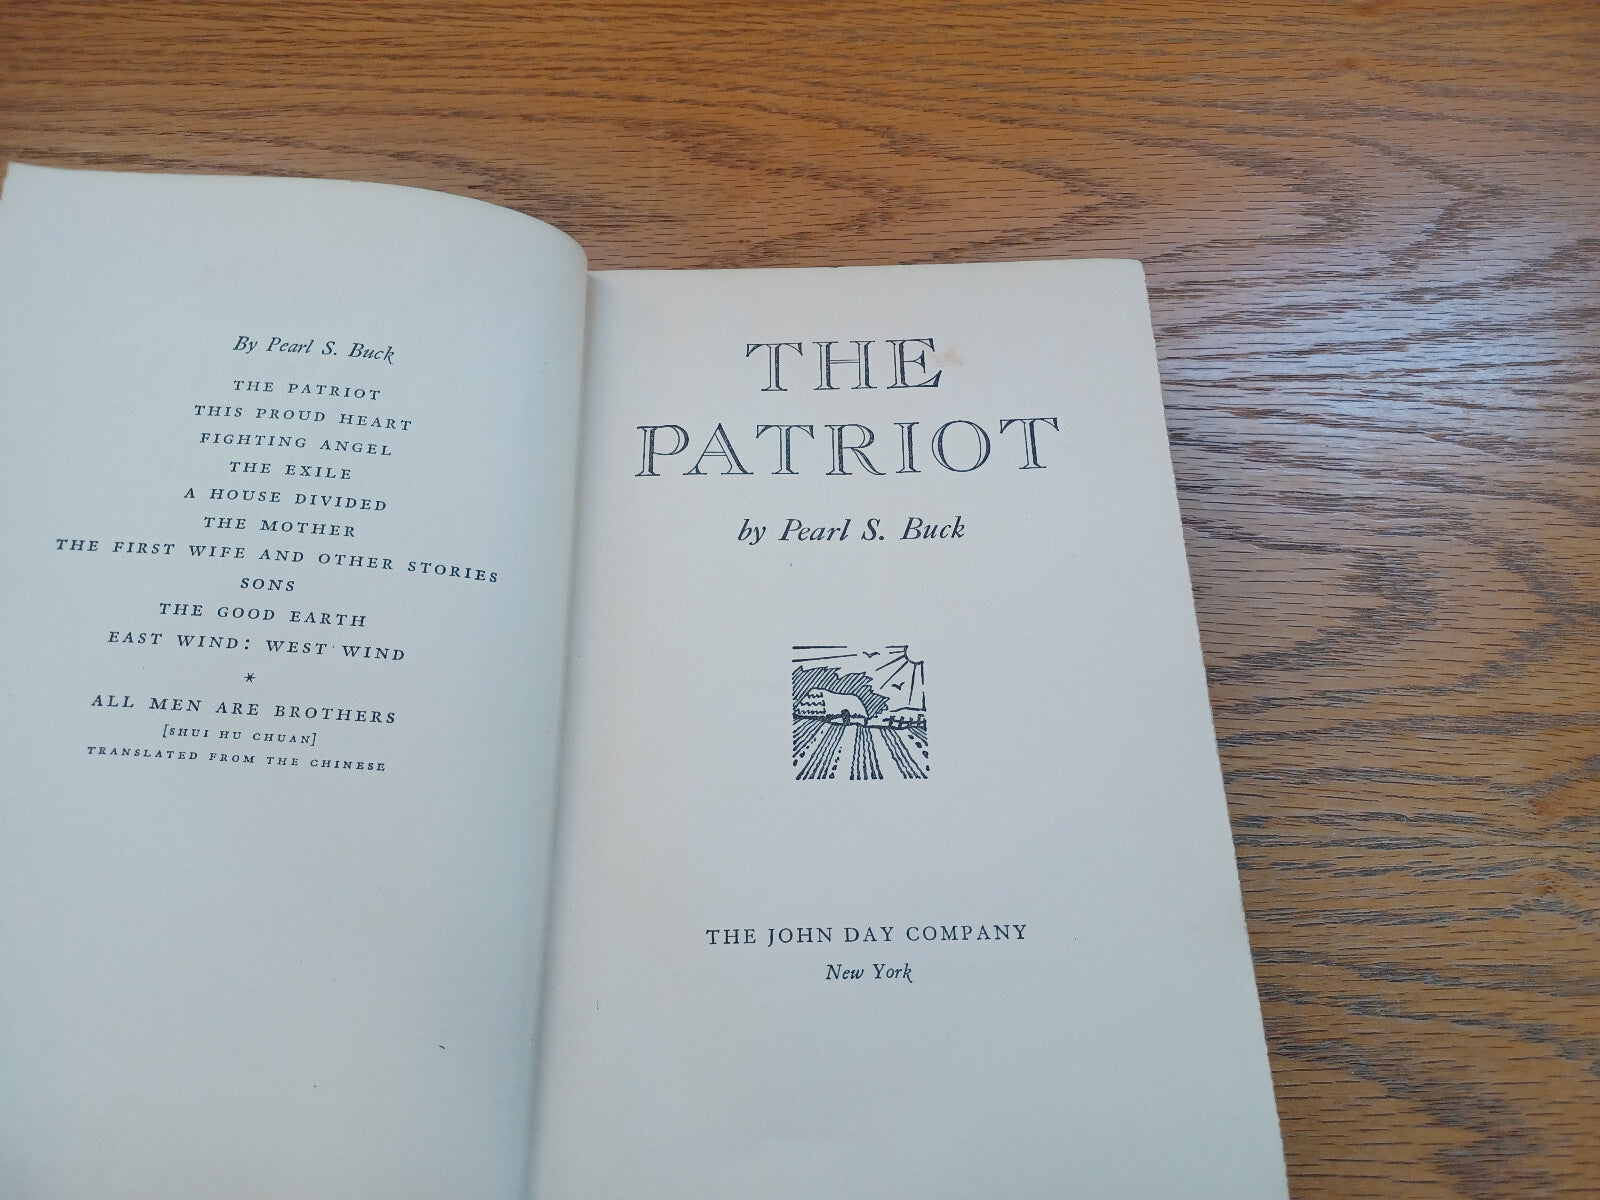 By Pearl S. Buck
THE PATRIOT
THIS PROUD HEART
FIGHTING ANGEL
THE EXILE
A HOUSE DIVIDED
THE MOTHER
THE FIRST WIFE AND OTHER STORIES
SONS
THE GOOD EARTH
EAST WIND: WEST WIND
*
ALL MEN ARE BROTHERS
[SHUI HU CHUAN]
TRANSLATED FROM THE CHINESE
THE
PATRIOT
by Pearl S. Buck
THE JOHN DAY COMPANY
New York